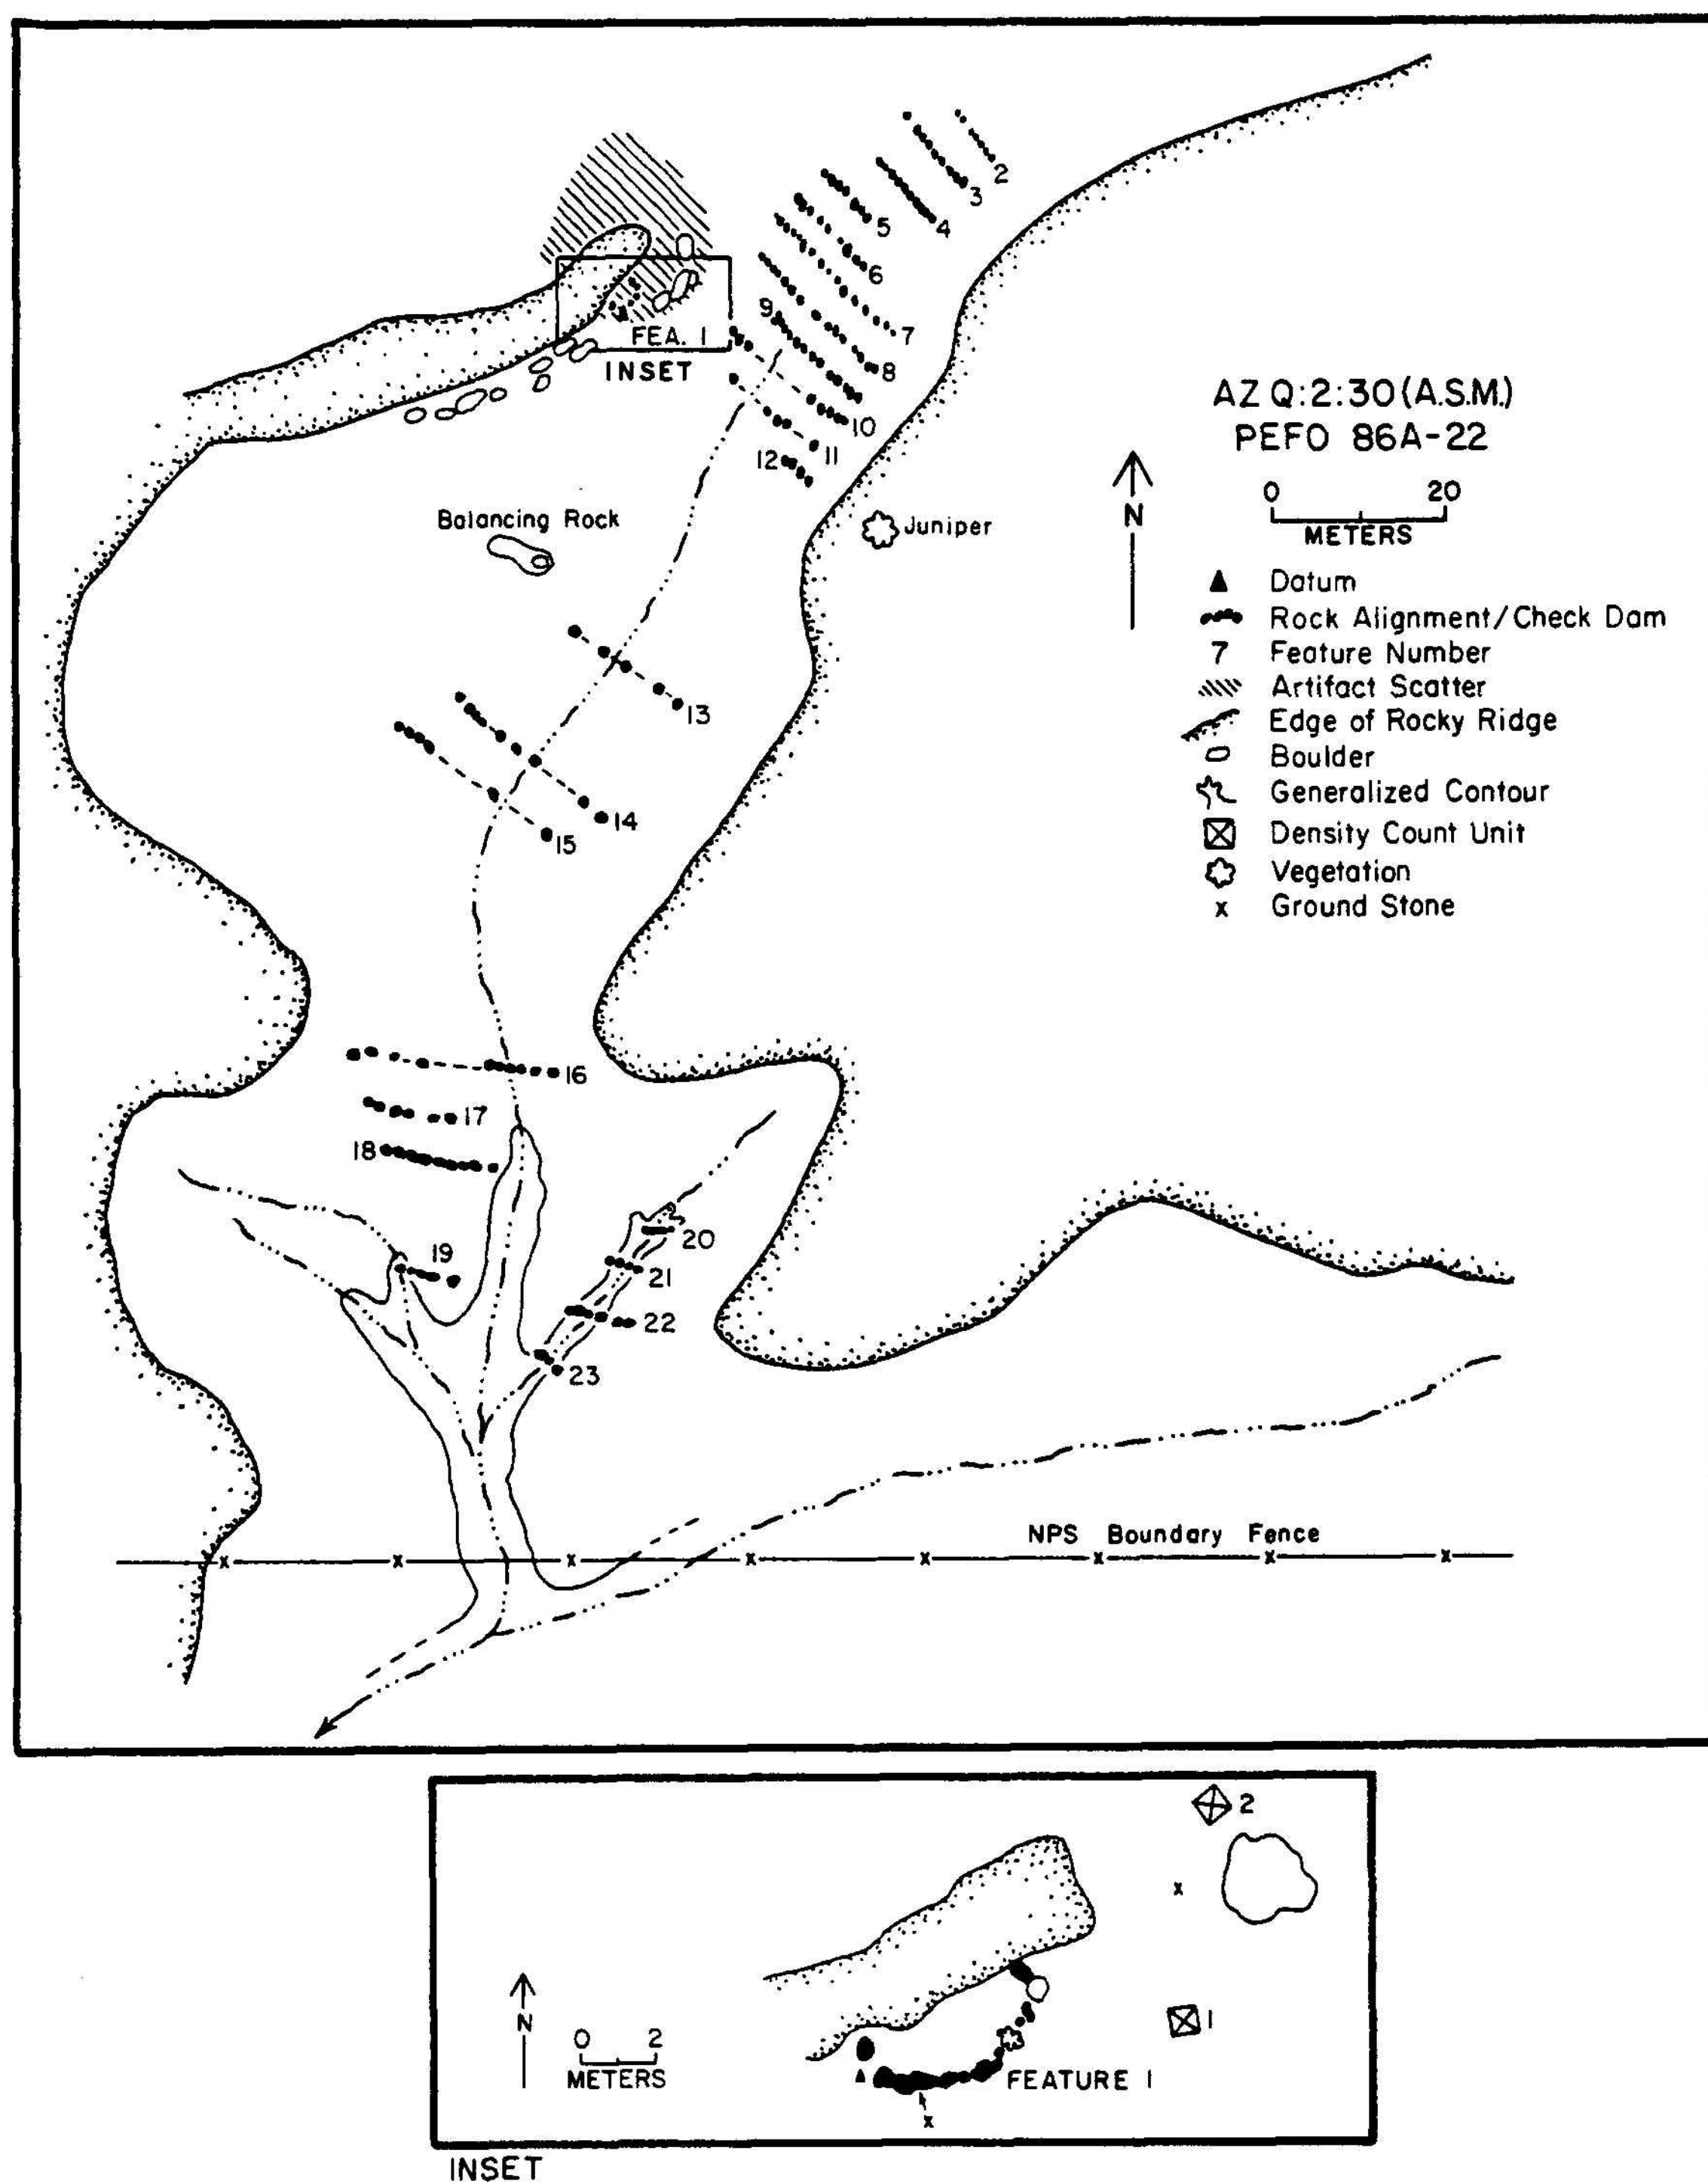 2
3
4
5
6
7
9
FEA. 1
8
INSET
10
11
12
AZ Q:2:30 (A.S.M.)
PEFO 86A-22
N
0 20
METERS
Balancing Rock
Juniper
Datum
Rock Alignment/Check Dam
7 Feature Number
Artifact Scatter
Edge of Rocky Ridge
Boulder
Generalized Contour
Density Count Unit
Vegetation
x Ground Stone
13
14
15
16
17
18
19
20
21
22
23
NPS Boundary Fence
x x x x x x x x
2
x
1
N
0 2
METERS
FEATURE 1
x
INSET